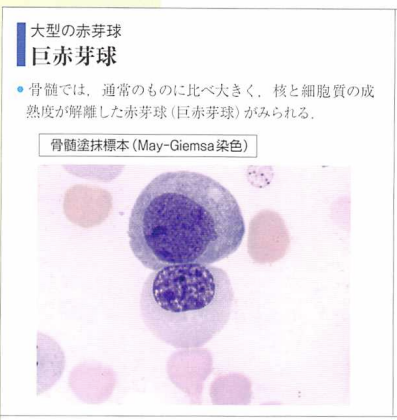 大型の赤芽球
巨赤芽球
● 骨髄では，通常のものに比べ大きく，核と細胞質の成
熟度が解離した赤芽球（巨赤芽球）がみられる．
骨髄塗抹標本（May-Giemsa染色）